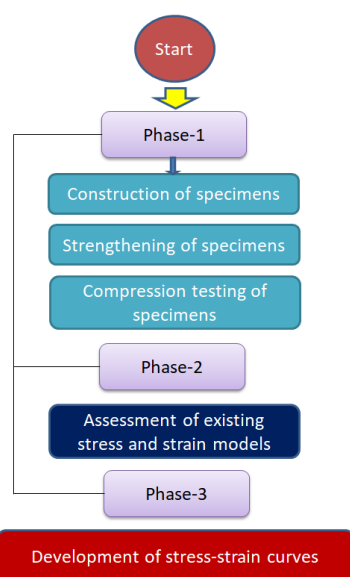 Start
Phase-1
Construction of specimens
Strengthening of specimens
Compression testing of
specimens
Phase-2
Assessment of existing
stress and strain models
Phase-3
Development of stress-strain curves